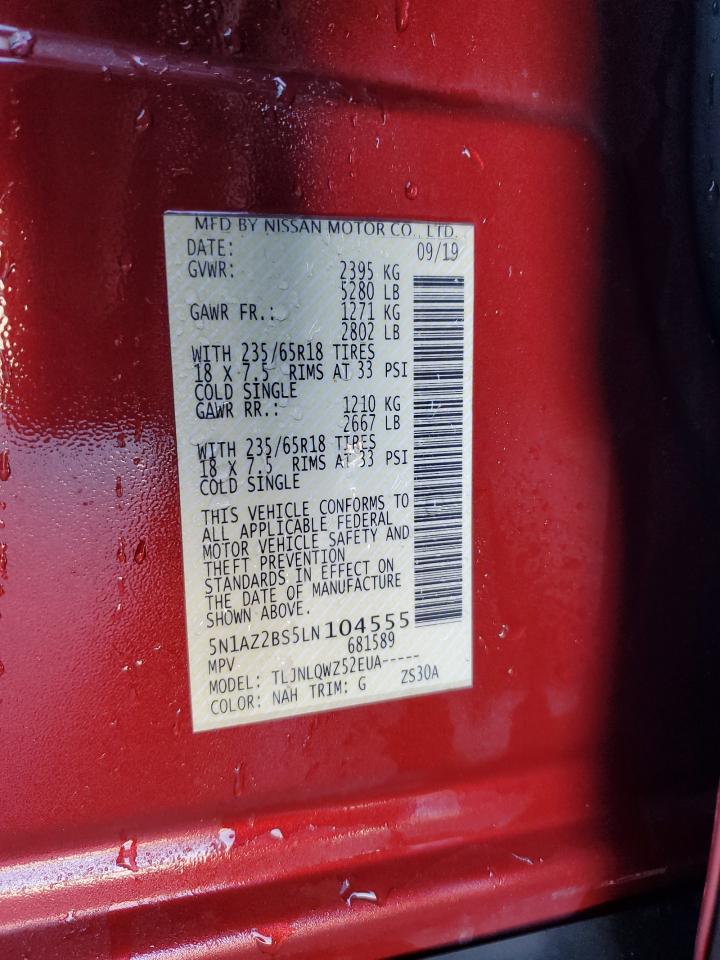 MFD BY NISSAN MOTOR CO., LTD.
DATE: 09/19
GVWR: 2395 KG
5280 LB
GAWR FR.: 1271 KG
2802 LB
WITH 235/65R18 TIRES
18 X 7.5 RIMS AT 33 PSI
COLD SINGLE
GAWR RR.: 1210 KG
2667 LB
WITH 235/65R18 TIRES
18 X 7.5 RIMS AT 33 PSI
COLD SINGLE
THIS VEHICLE CONFORMS TO
ALL APPLICABLE FEDERAL
MOTOR VEHICLE SAFETY AND
THEFT PREVENTION
STANDARDS IN EFFECT ON
THE DATE OF MANUFACTURE
SHOWN ABOVE.
5N1AZ2BS5LN104555
MPV 681589
MODEL: TLJNLQWZ52EUA-----
COLOR: NAH TRIM: G ZS30A